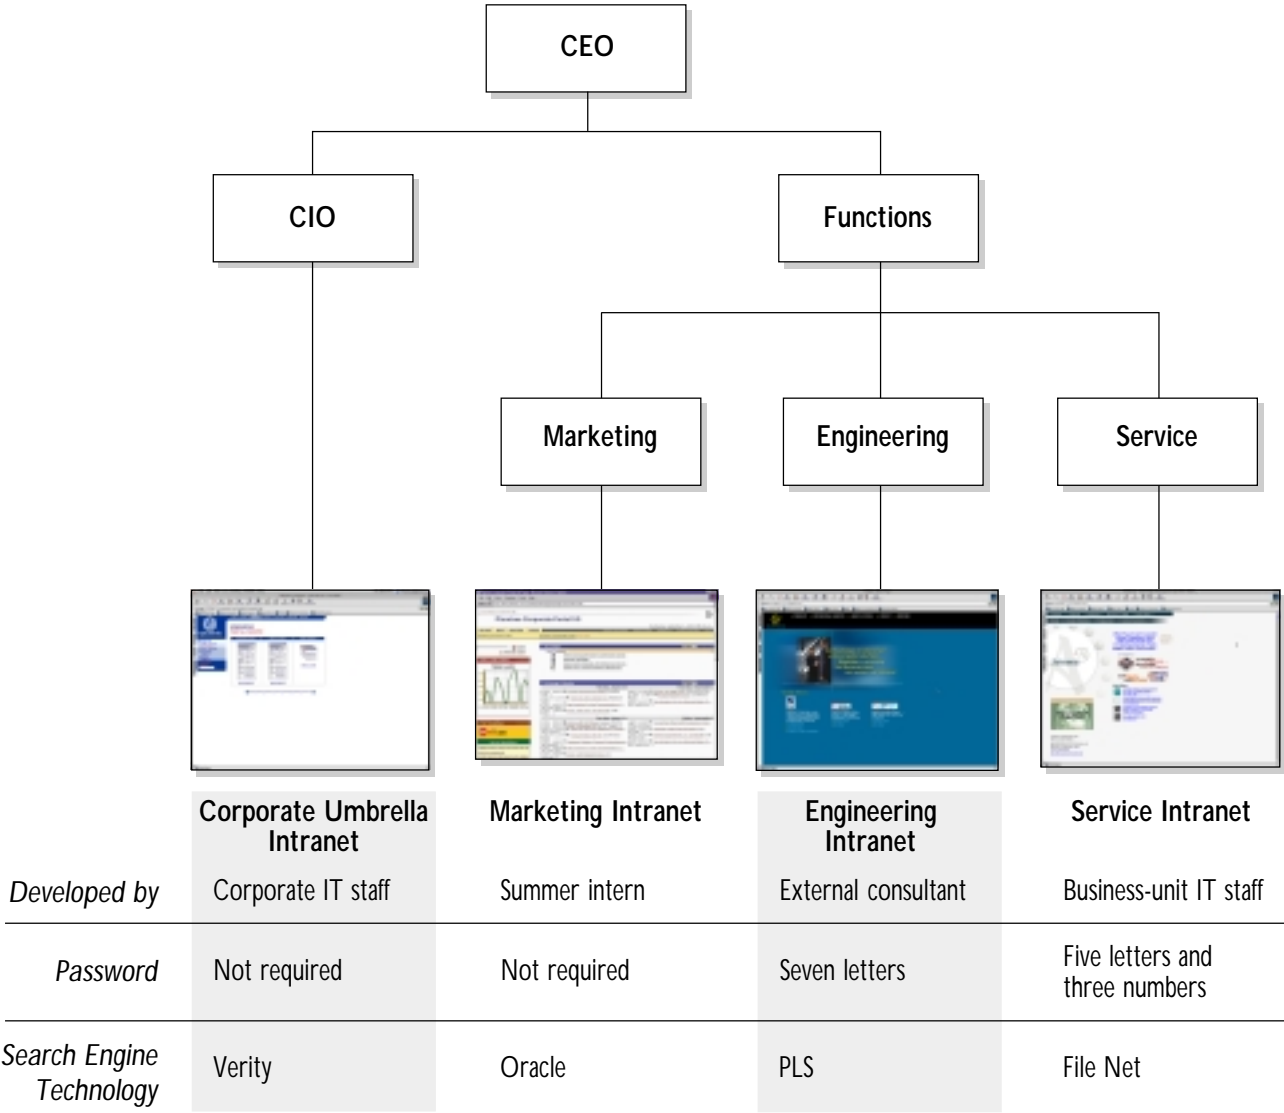 CEO
CIO
Functions
Marketing
Engineering
Service
Corporate Umbrella
Intranet
Marketing Intranet
Engineering
Intranet
Service Intranet
Developed by
Corporate IT staff
Summer intern
External consultant
Business-unit IT staff
Password
Not required
Not required
Seven letters
Five letters and
three numbers
Search Engine
Technology
Verity
Oracle
PLS
File Net